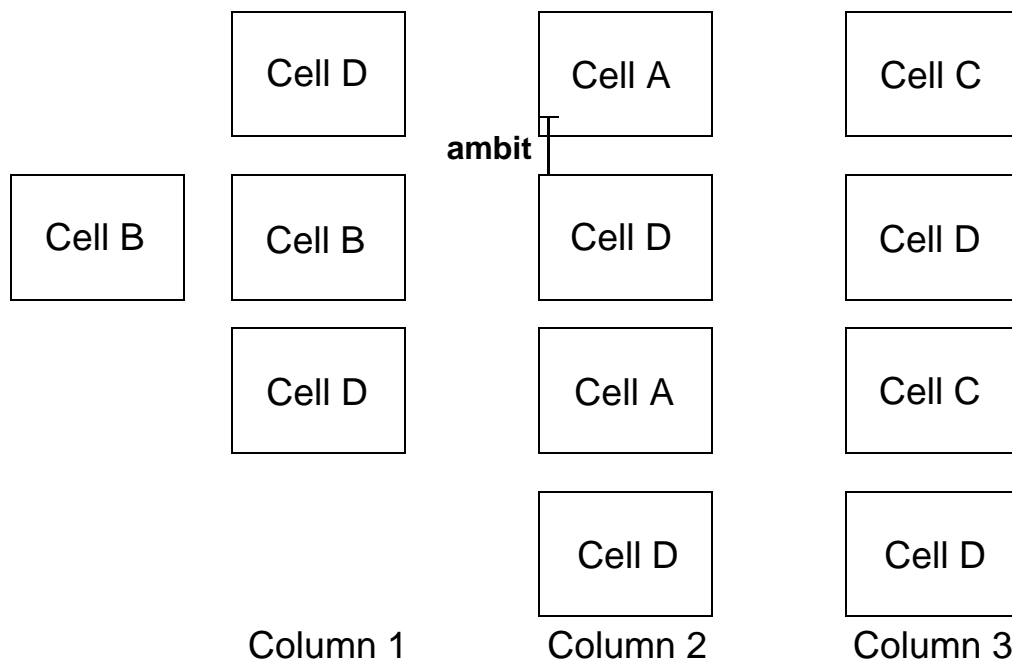 Cell D Cell A Cell C
ambit
Cell B Cell B Cell D Cell D
Cell D Cell A Cell C
Cell D Cell D
Column 1 Column 2 Column 3